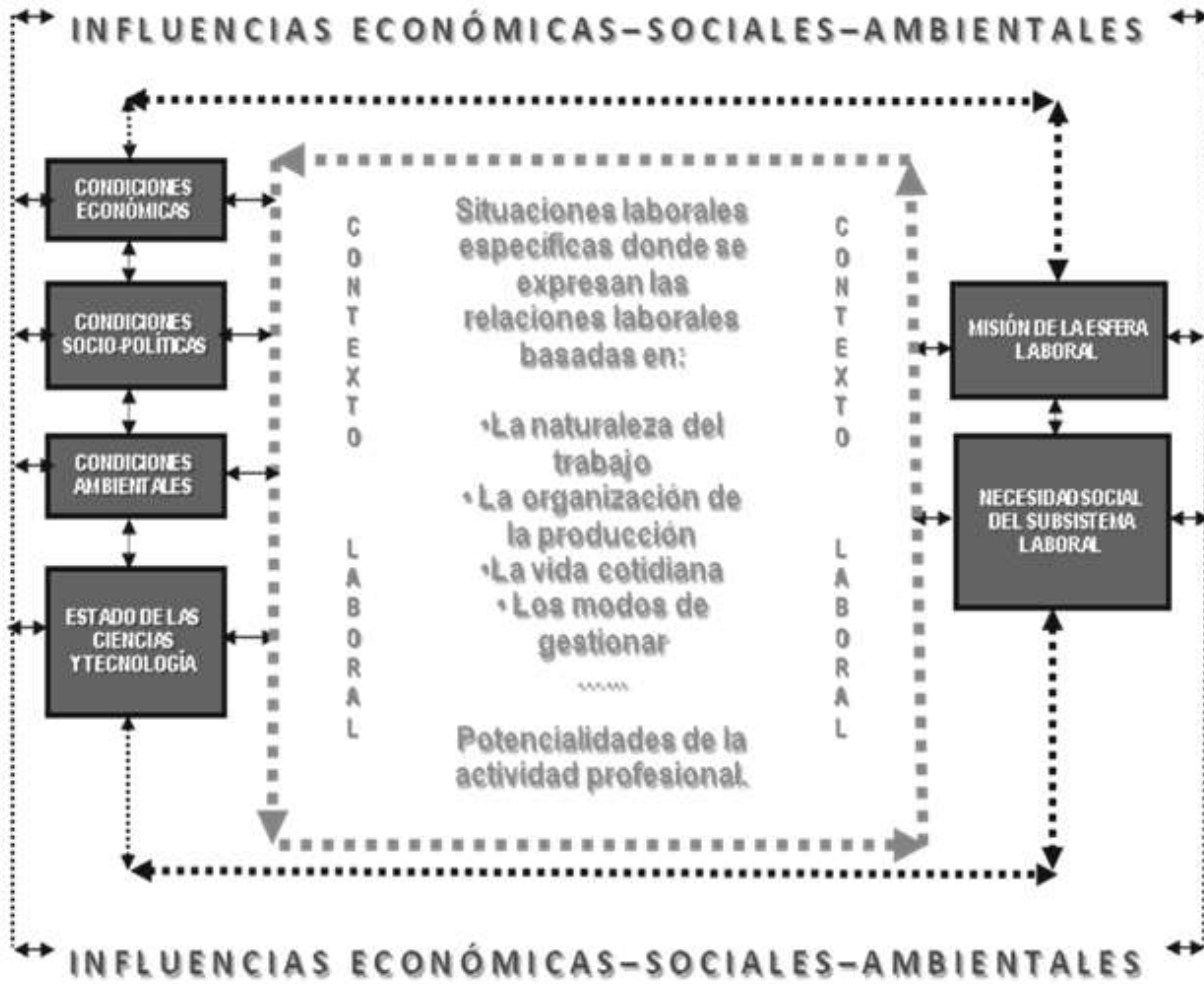 INFLUENCIAS ECONÓMICAS–SOCIALES–AMBIENTALES
CONDICIONES
ECONÓMICAS
CONDICIONES
SOCIO-POLÍTICAS
CONDICIONES
AMBIENTALES
ESTADO DE LAS
CIENCIAS
Y TECNOLOGÍA
CONTEXTO LABORAL
Situaciones laborales
específicas donde se
expresan las
relaciones laborales
basadas en:
•La naturaleza del
trabajo
• La organización de
la producción
•La vida cotidiana
• Los modos de
gestionar
Potencialidades de la
actividad profesional.
CONTEXTO LABORAL
MISIÓN DE LA ESFERA
LABORAL
NECESIDAD SOCIAL
DEL SUBSISTEMA
LABORAL
INFLUENCIAS ECONÓMICAS–SOCIALES–AMBIENTALES